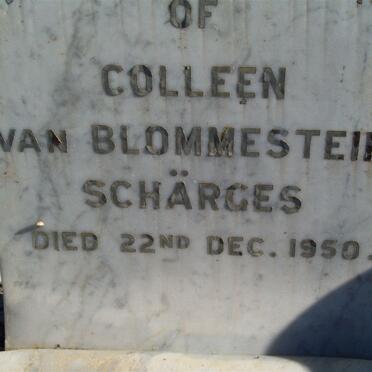 OF
COLLEEN
VAN BLOMMESTEIN
SCHÄRGES
DIED 22ND DEC. 1950.